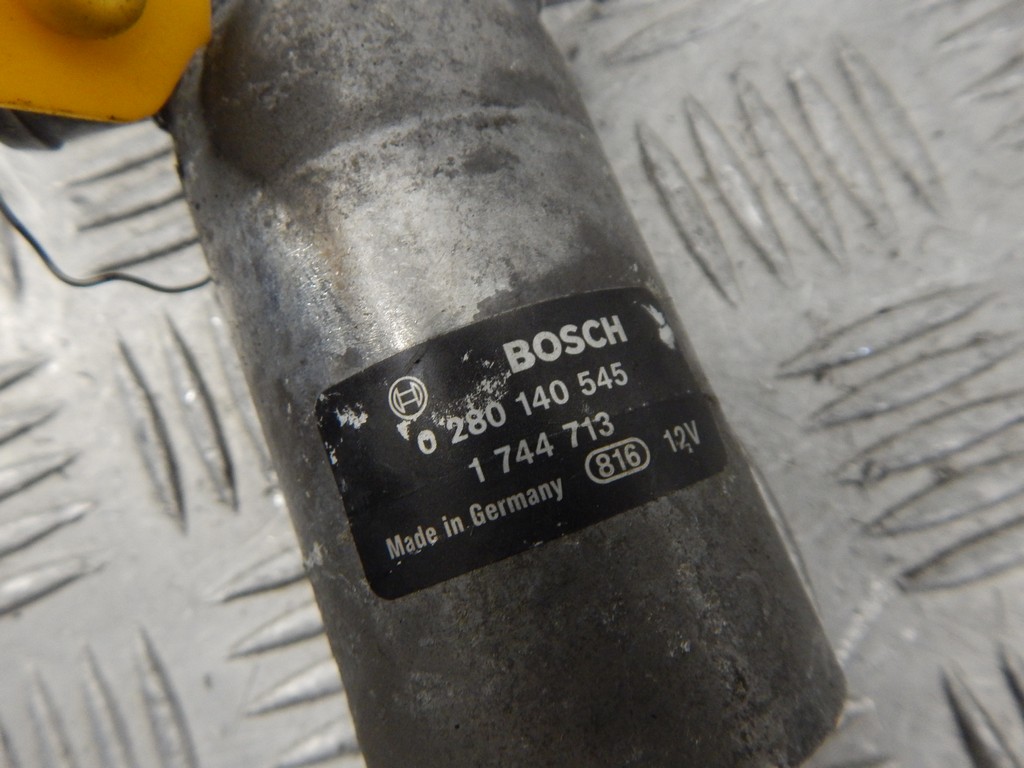 BOSCH
0 280 140 545
1 744 713
Made in Germany 816 12V